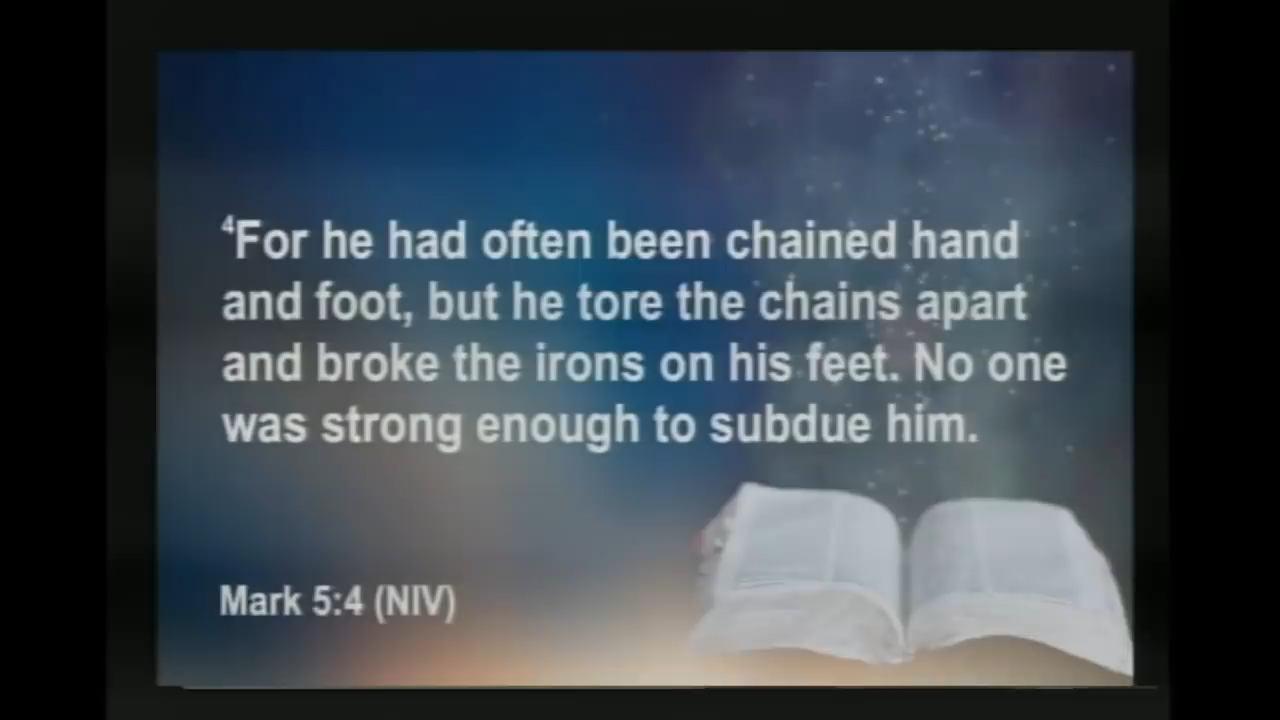 ⁴For he had often been chained hand
and foot, but he tore the chains apart
and broke the irons on his feet. No one
was strong enough to subdue him.
Mark 5:4 (NIV)